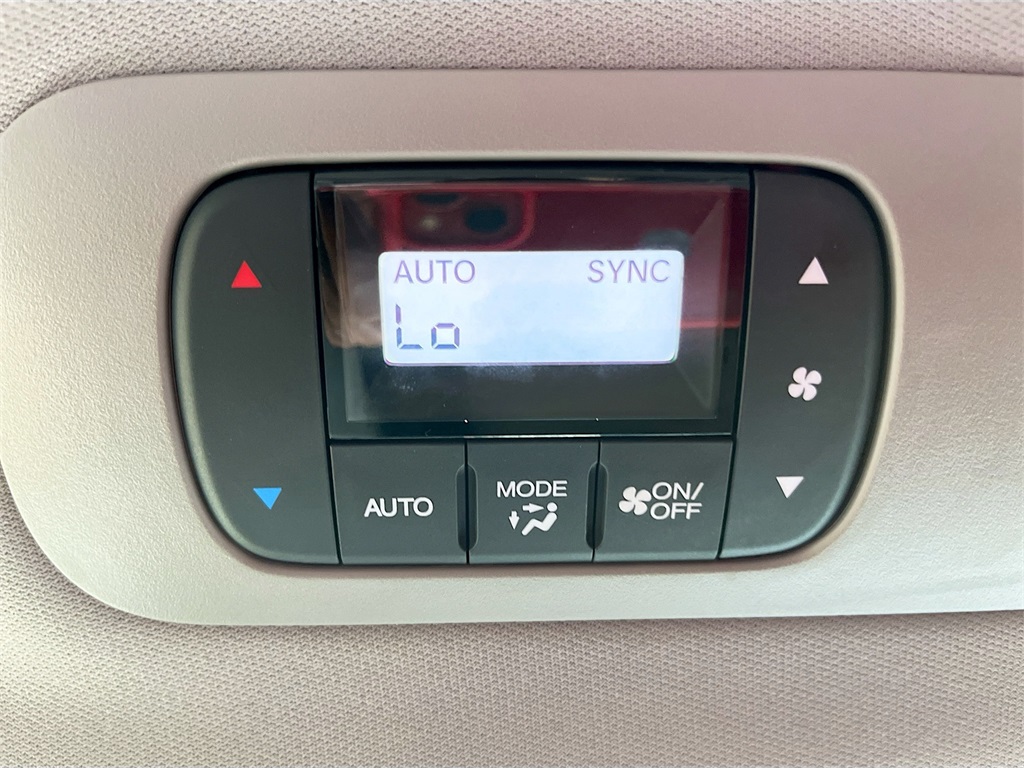 AUTO SYNC
Lo
AUTO
MODE
ON/
OFF